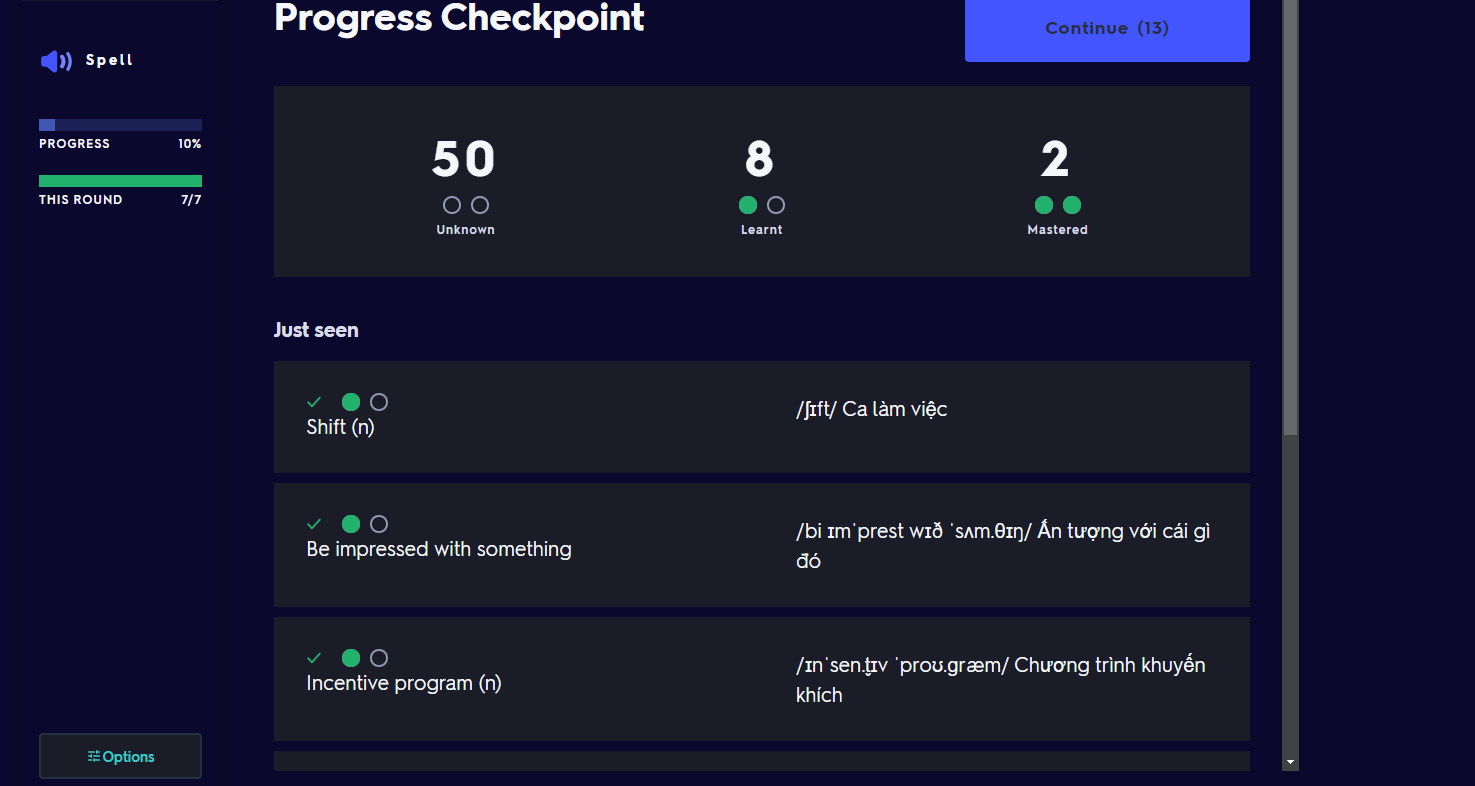 Progress Checkpoint
Continue (13)
Spell
PROGRESS 10%
THIS ROUND 7/7
50
Unknown
8
Learnt
2
Mastered
Just seen
Shift (n)
/ʃɪft/ Ca làm việc
Be impressed with something
/bi ɪmˈprest wɪð ˈsʌm.θɪŋ/ Ấn tượng với cái gì
đó
Incentive program (n)
/ɪnˈsen.t̬ɪv ˈproʊ.ɡræm/ Chương trình khuyến
khích
Options